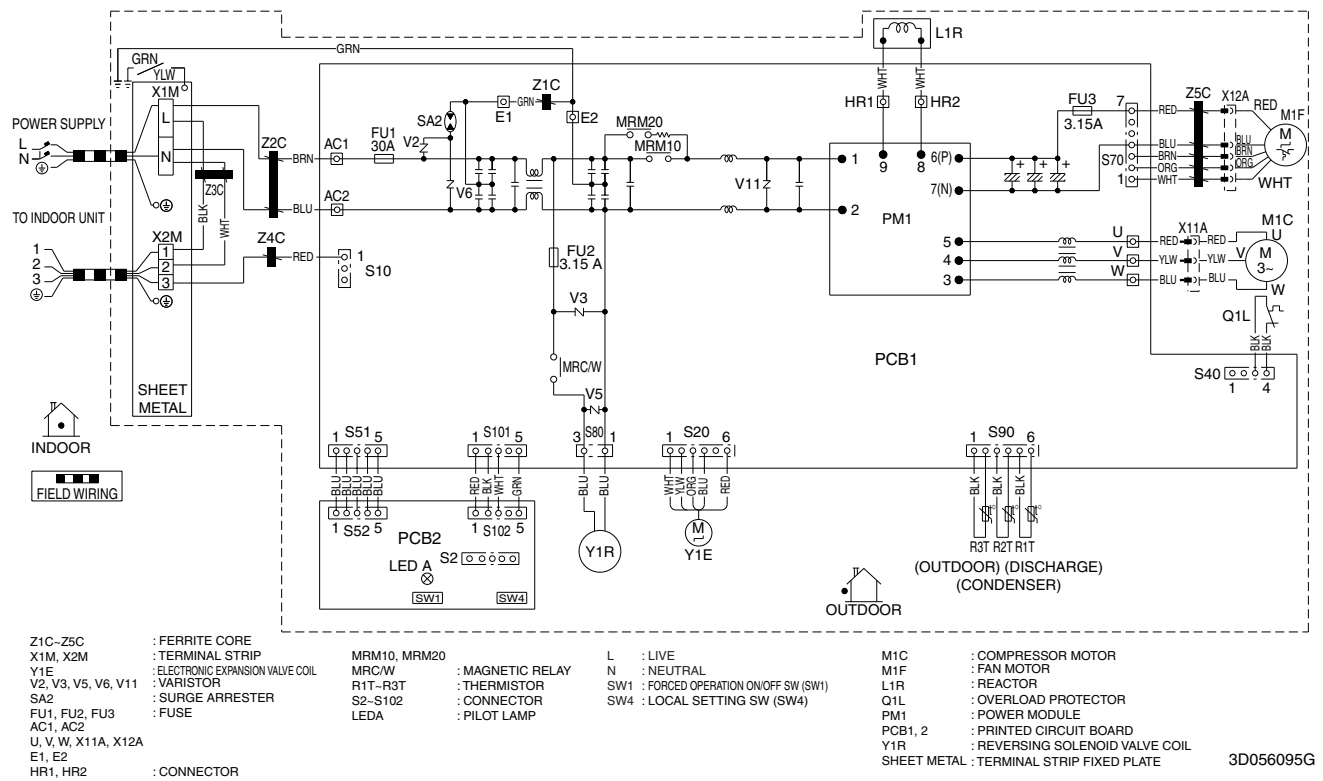 L1R
GRN
GRN
YLW
X1M
L
N
POWER SUPPLY
L
N
TO INDOOR UNIT
1
2
3
X2M
1
2
3
Z3C
BLK
WHT
SHEET
METAL
INDOOR
FIELD WIRING
Z2C
BRN
BLU
Z4C
RED
AC1
AC2
FU1
30A
1
S10
SA2
V2
V6
E1
GRN
Z1C
E2
MRM20
MRM10
FU2
3.15 A
V3
MRC/W
V5
V11
WHT
WHT
HR1
HR2
1
2
9
8
6(P)
7(N)
PM1
5
4
3
FU3
3.15A
7
S70
1
RED
BLU
BRN
ORG
WHT
Z5C
X12A
RED
BLU
BRN
ORG
WHT
M1F
M
U
V
W
RED
YLW
BLU
X11A
RED
YLW
BLU
M1C
U
V
W
M
3~
Q1L
BLK
BLK
S40
1
4
PCB1
1 S51 5
BLU
BLU
BLU
BLU
BLU
1 S52 5
1 S101 5
RED
BLK
WHT
GRN
1 S102 5
PCB2
LED A
S2
SW1
SW4
3 S80 1
BLU
BLU
Y1R
1 S20 6
WHT
YLW
ORG
BLU
RED
M
Y1E
1 S90 6
BLK
BLK
BLK
R3T R2T R1T
(OUTDOOR) (DISCHARGE)
(CONDENSER)
OUTDOOR
Z1C~Z5C : FERRITE CORE
X1M, X2M : TERMINAL STRIP
Y1E : ELECTRONIC EXPANSION VALVE COIL
V2, V3, V5, V6, V11 : VARISTOR
SA2 : SURGE ARRESTER
FU1, FU2, FU3 : FUSE
AC1, AC2
U, V, W, X11A, X12A
E1, E2
HR1, HR2 : CONNECTOR
MRM10, MRM20
MRC/W : MAGNETIC RELAY
R1T~R3T : THERMISTOR
S2~S102 : CONNECTOR
LEDA : PILOT LAMP
L : LIVE
N : NEUTRAL
SW1 : FORCED OPERATION ON/OFF SW (SW1)
SW4 : LOCAL SETTING SW (SW4)
M1C : COMPRESSOR MOTOR
M1F : FAN MOTOR
L1R : REACTOR
Q1L : OVERLOAD PROTECTOR
PM1 : POWER MODULE
PCB1, 2 : PRINTED CIRCUIT BOARD
Y1R : REVERSING SOLENOID VALVE COIL
SHEET METAL : TERMINAL STRIP FIXED PLATE
3D056095G